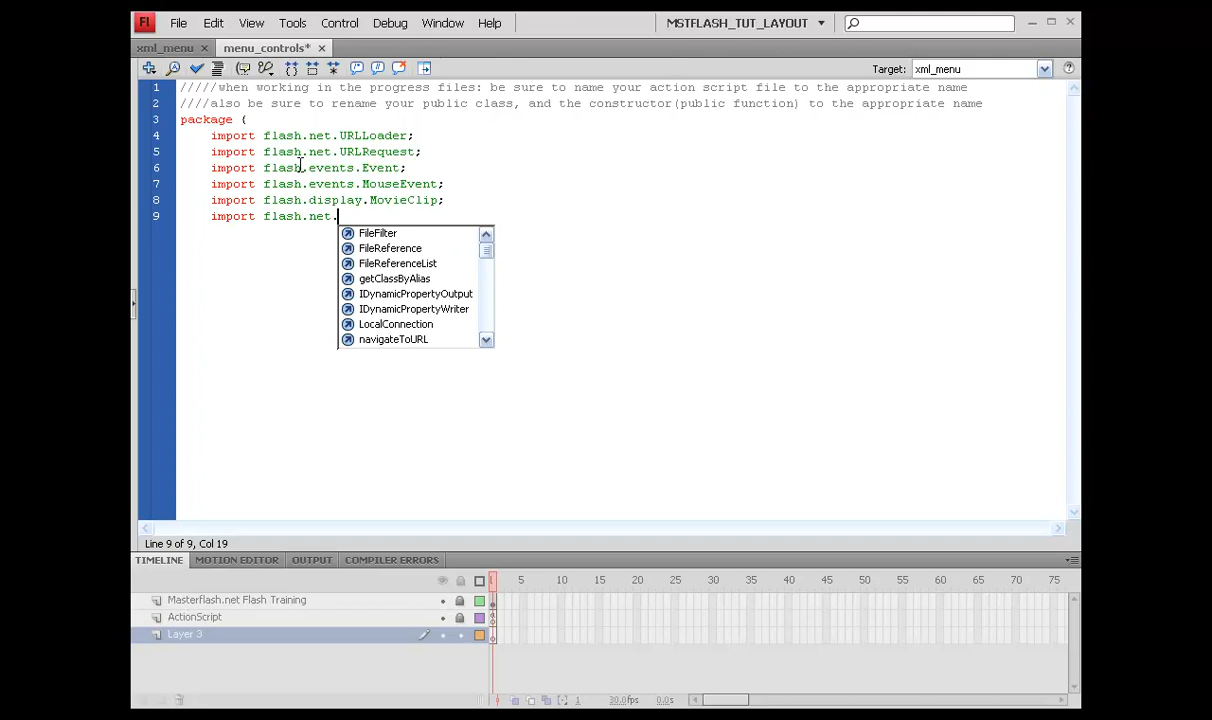 Fl File Edit View Tools Control Debug Window Help MSTFLASH_TUT_LAYOUT
xml_menu menu_controls*
Target: xml_menu
1 /////when working in the progress files: be sure to name your action script file to the appropriate name
2 ////also be sure to rename your public class, and the constructor(public function) to the appropriate name
3 package {
4 import flash.net.URLLoader;
5 import flash.net.URLRequest;
6 import flash.events.Event;
7 import flash.events.MouseEvent;
8 import flash.display.MovieClip;
9 import flash.net.
FileFilter
FileReference
FileReferenceList
getClassByAlias
IDynamicPropertyOutput
IDynamicPropertyWriter
LocalConnection
navigateToURL
Line 9 of 9, Col 19
TIMELINE MOTION EDITOR OUTPUT COMPILER ERRORS
1 5 10 15 20 25 30 35 40 45 50 55 60 65 70 75
Masterflash.net Flash Training
ActionScript
Layer 3
1 30.0fps 0.0s